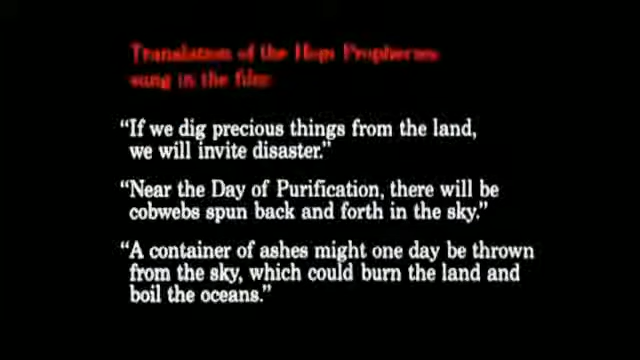 Translation of the Hopi Prophecies
sung in the film:
“If we dig precious things from the land,
we will invite disaster.”
“Near the Day of Purification, there will be
cobwebs spun back and forth in the sky.”
“A container of ashes might one day be thrown
from the sky, which could burn the land and
boil the oceans.”